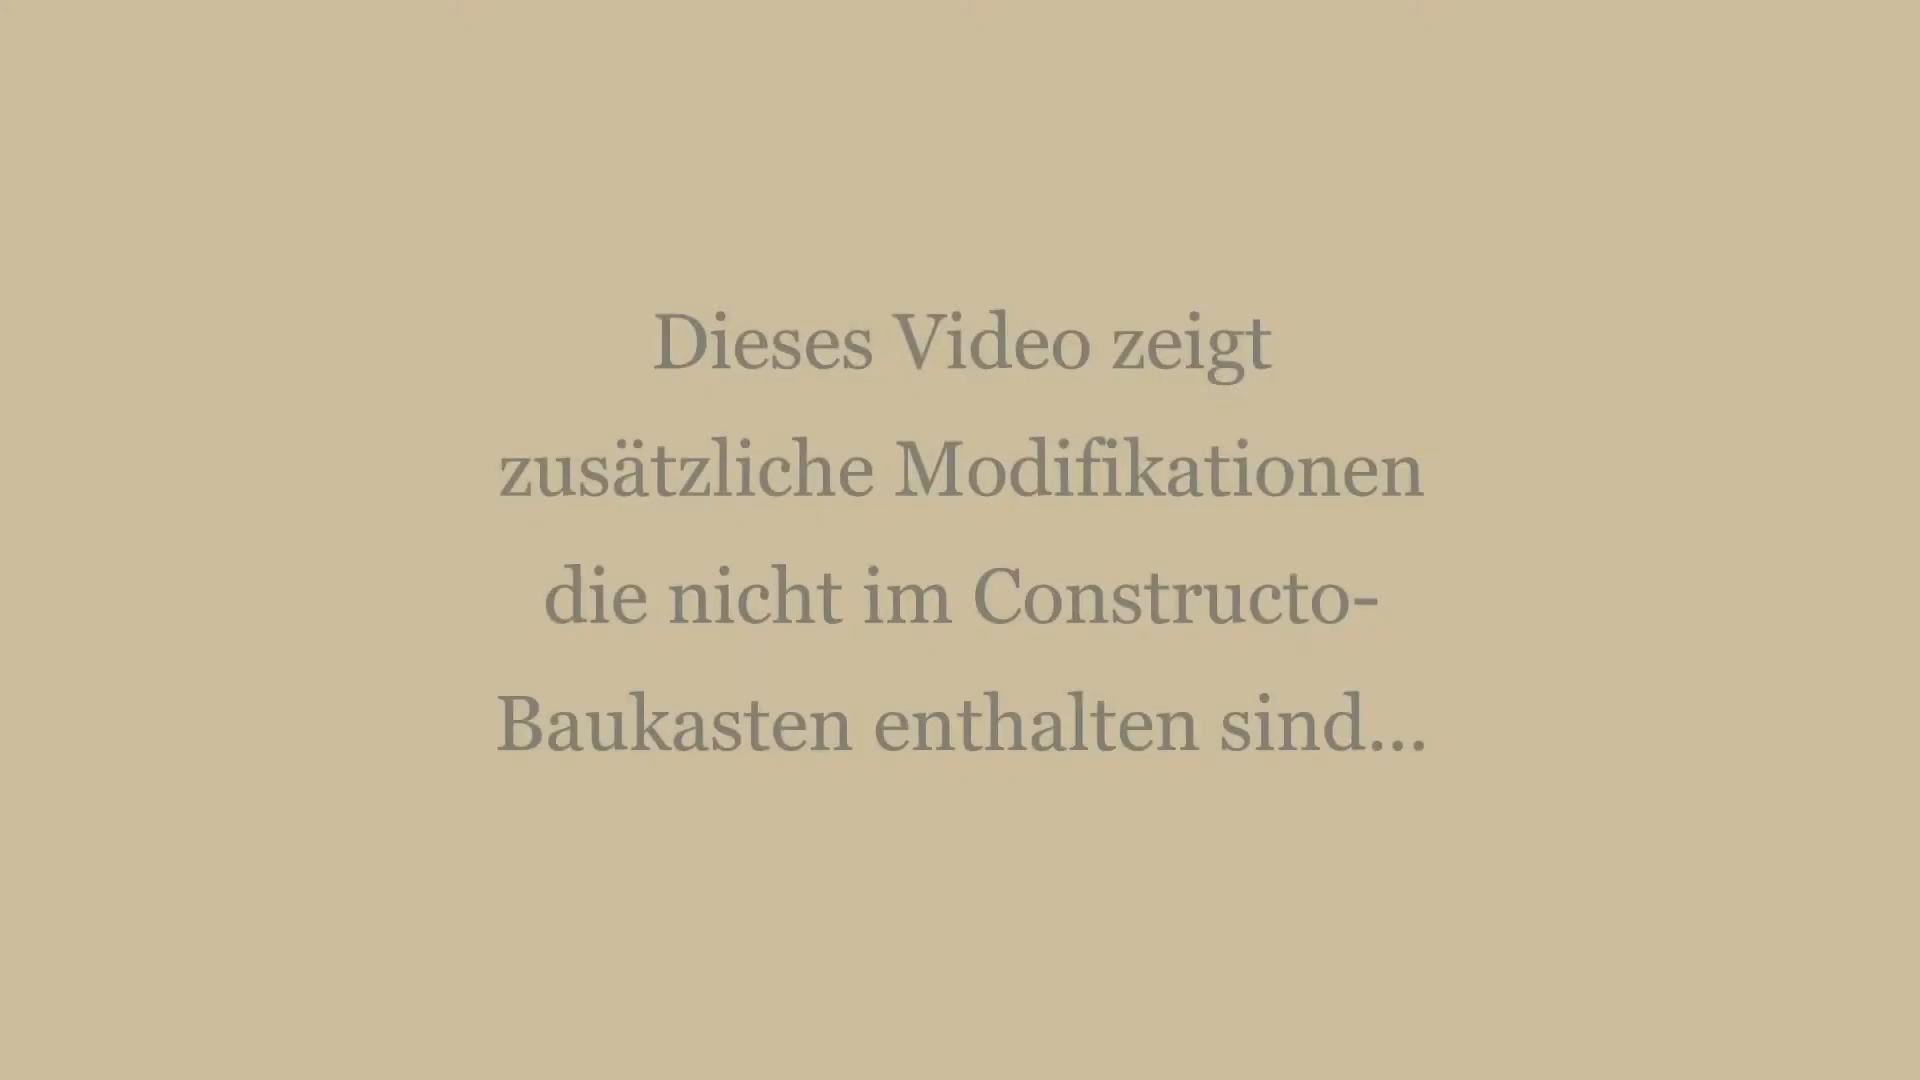 Dieses Video zeigt
zusätzliche Modifikationen
die nicht im Constructo-
Baukasten enthalten sind...